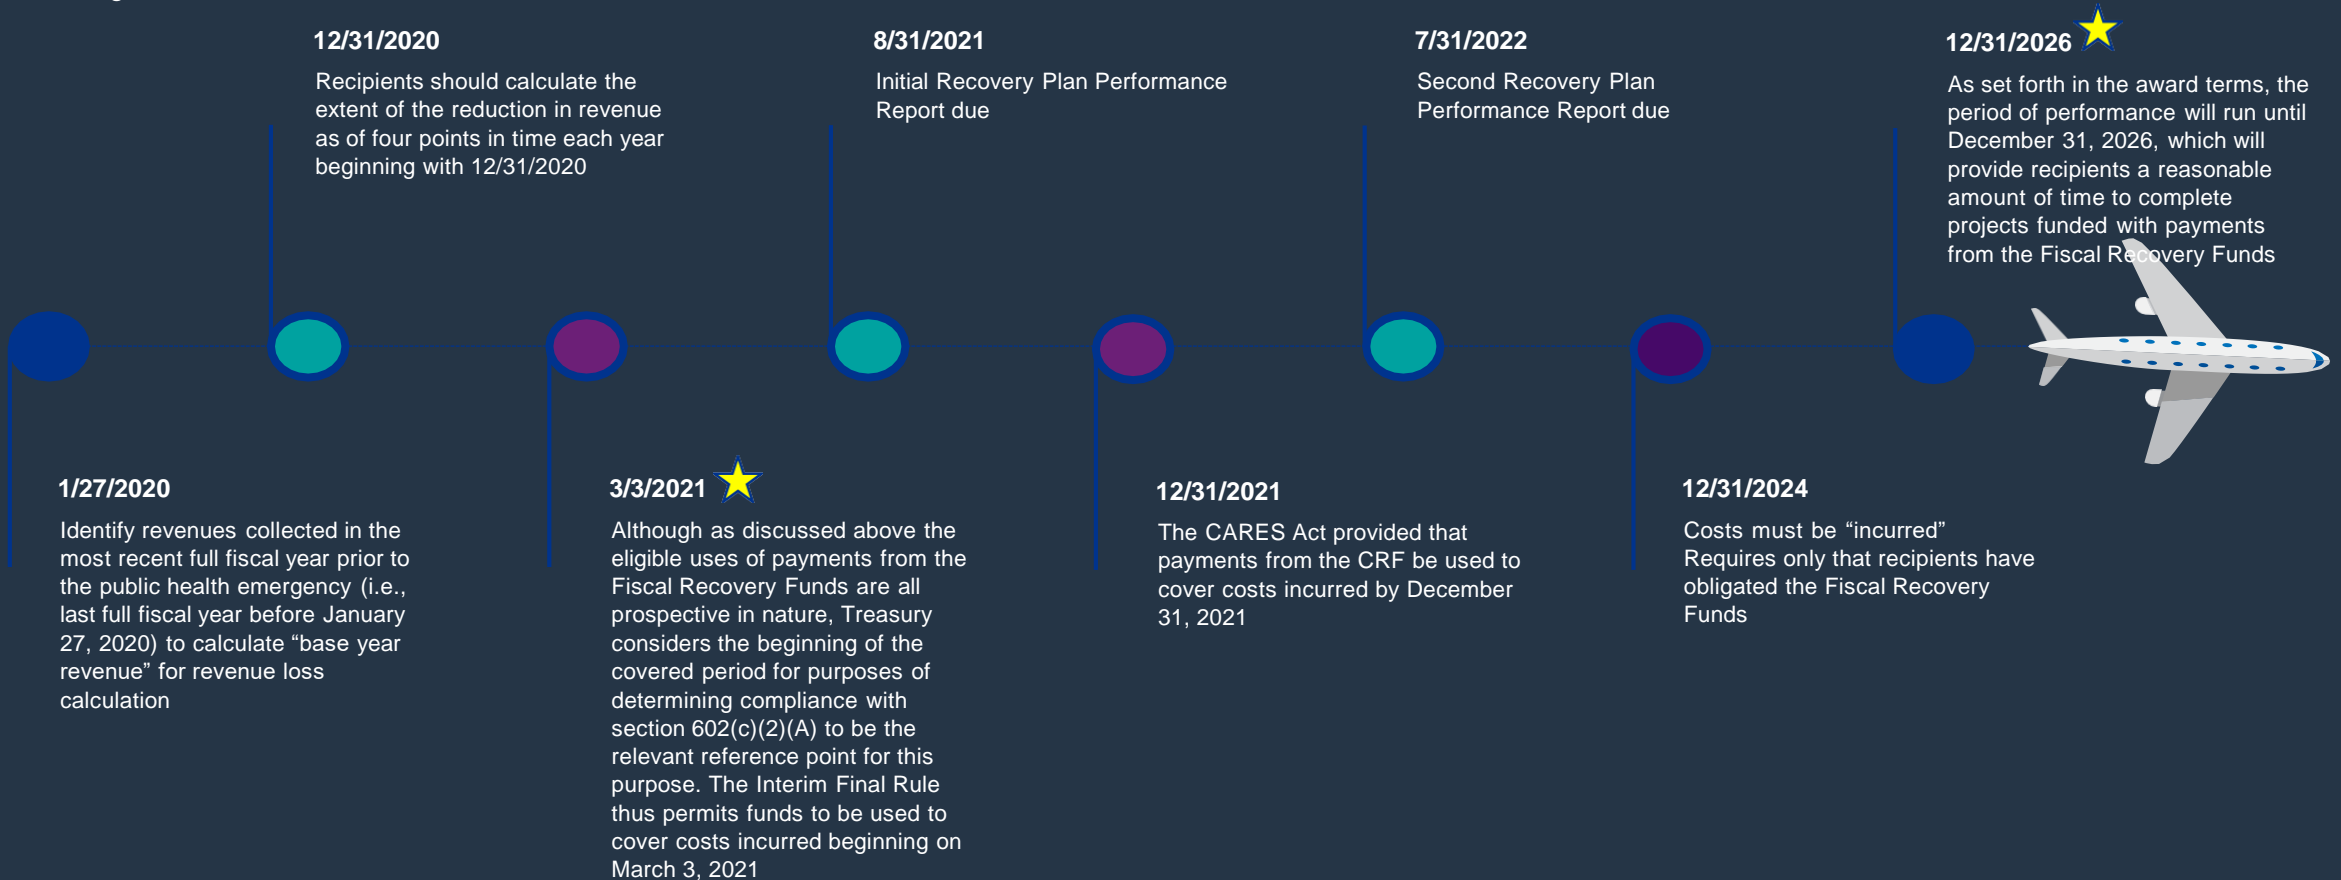 12/31/2020
Recipients should calculate the
extent of the reduction in revenue
as of four points in time each year
beginning with 12/31/2020
8/31/2021
Initial Recovery Plan Performance
Report due
7/31/2022
Second Recovery Plan
Performance Report due
12/31/2026
As set forth in the award terms, the
period of performance will run until
December 31, 2026, which will
provide recipients a reasonable
amount of time to complete
projects funded with payments
from the Fiscal Recovery Funds
1/27/2020
Identify revenues collected in the
most recent full fiscal year prior to
the public health emergency (i.e.,
last full fiscal year before January
27, 2020) to calculate “base year
revenue” for revenue loss
calculation
3/3/2021
Although as discussed above the
eligible uses of payments from the
Fiscal Recovery Funds are all
prospective in nature, Treasury
considers the beginning of the
covered period for purposes of
determining compliance with
section 602(c)(2)(A) to be the
relevant reference point for this
purpose. The Interim Final Rule
thus permits funds to be used to
cover costs incurred beginning on
March 3, 2021
12/31/2021
The CARES Act provided that
payments from the CRF be used to
cover costs incurred by December
31, 2021
12/31/2024
Costs must be “incurred”
Requires only that recipients have
obligated the Fiscal Recovery
Funds